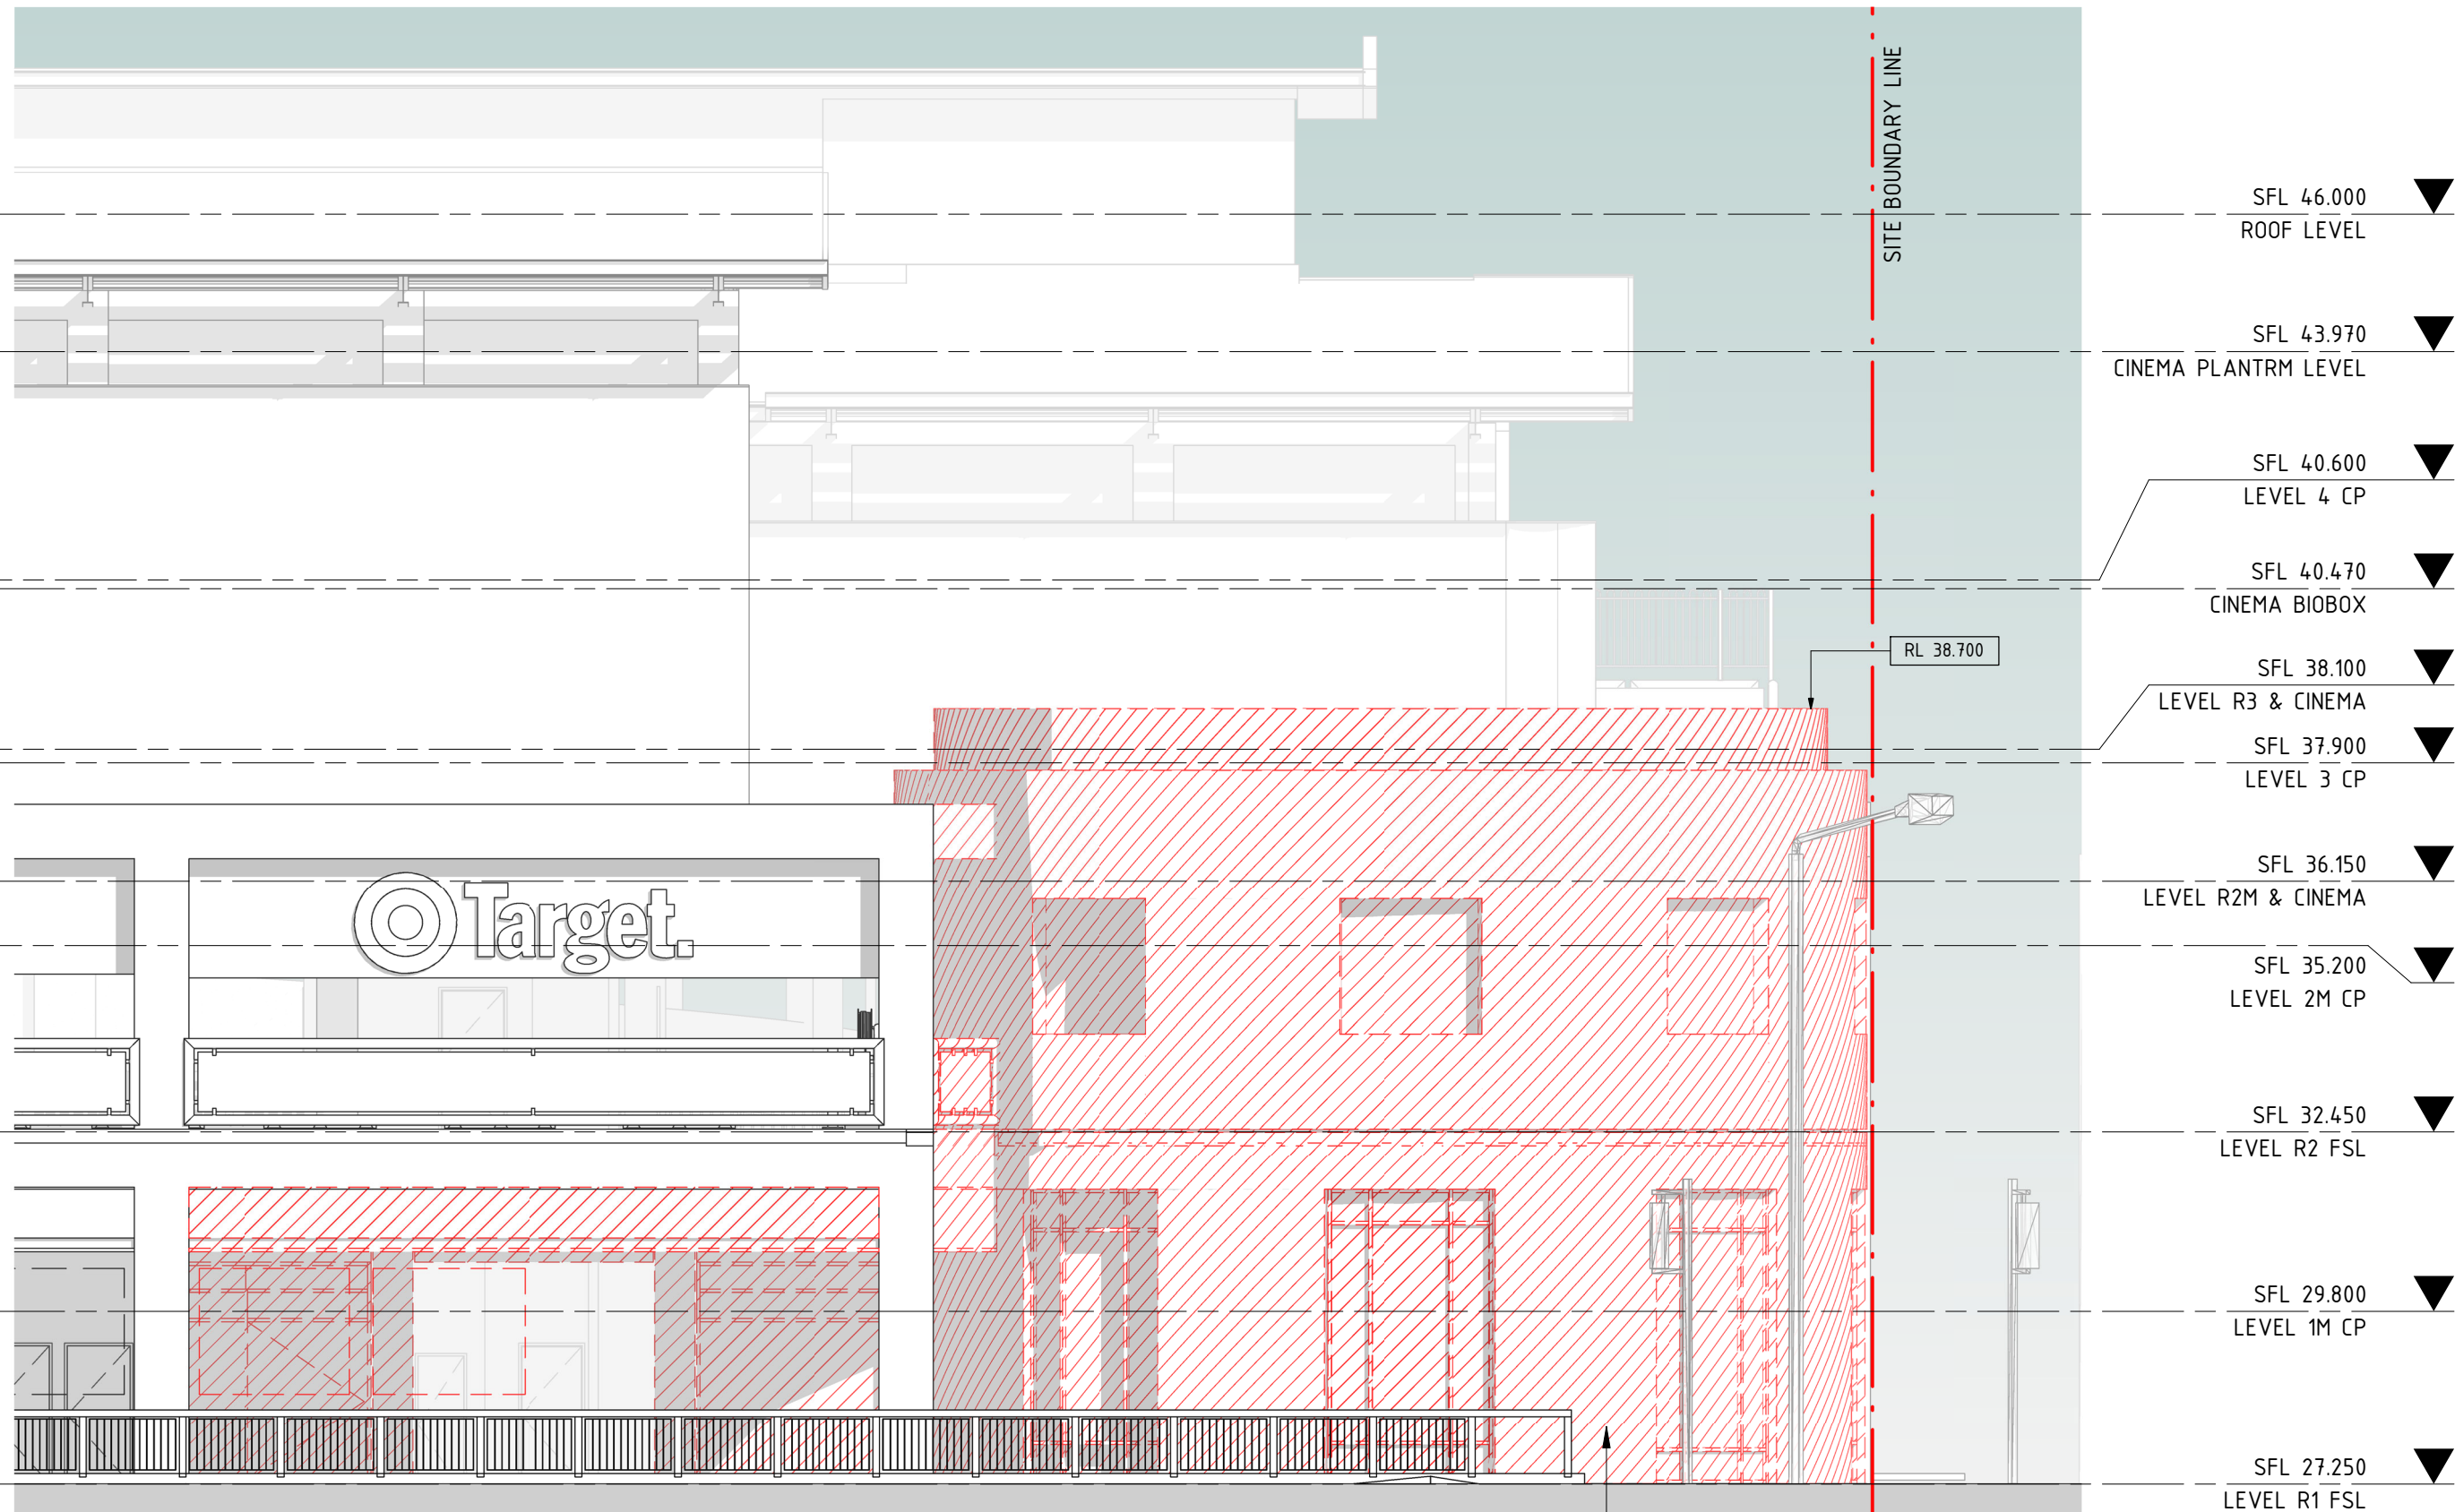 SITE BOUNDARY LINE
SFL 46.000
ROOF LEVEL
SFL 43.970
CINEMA PLANTRM LEVEL
SFL 40.600
LEVEL 4 CP
SFL 40.470
CINEMA BIOBOX
RL 38.700
SFL 38.100
LEVEL R3 & CINEMA
SFL 37.900
LEVEL 3 CP
SFL 36.150
LEVEL R2M & CINEMA
Target.
SFL 35.200
LEVEL 2M CP
SFL 32.450
LEVEL R2 FSL
SFL 29.800
LEVEL 1M CP
SFL 27.250
LEVEL R1 FSL